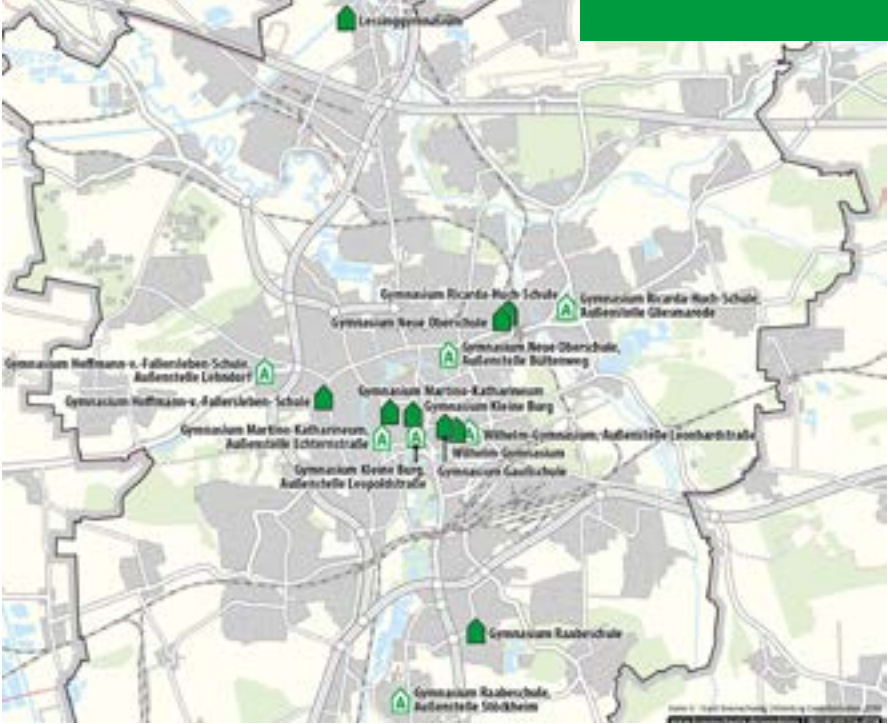 Lessinggymnasium
Gymnasium Ricarda-Huch-Schule
Gymnasium Ricarda-Huch-Schule,
Außenstelle Gliesmarode
Gymnasium Neue Oberschule
Gymnasium Neue Oberschule,
Außenstelle Bültenweg
Gymnasium Hoffmann-v.-Fallersleben-Schule,
Außenstelle Lehndorf
A
A
A
Gymnasium Hoffmann-v.-Fallersleben- Schule
Gymnasium Martino-Katharineum
Gymnasium Kleine Burg
Gymnasium Martino-Katharineum,
Außenstelle Echternstraße
A
A
A
Wilhelm-Gymnasium, Außenstelle Leonhardstraße
Wilhelm-Gymnasium
Gymnasium Kleine Burg,
Außenstelle Leopoldstraße
Gymnasium Gaußschule
Gymnasium Raabeschule
A
Gymnasium Raabeschule,
Außenstelle Stöckheim